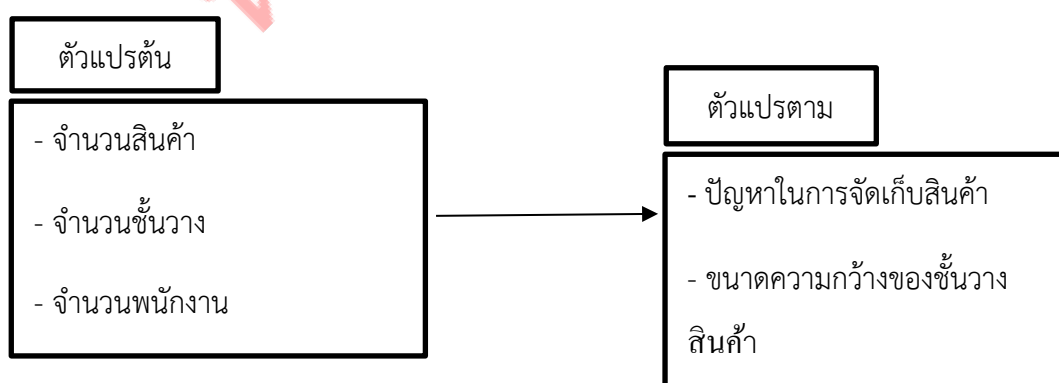 ตัวแปรต้น
- จำนวนสินค้า
- จำนวนชั้นวาง
- จำนวนพนักงาน
ตัวแปรตาม
- ปัญหาในการจัดเก็บสินค้า
- ขนาดความกว้างของชั้นวาง
สินค้า